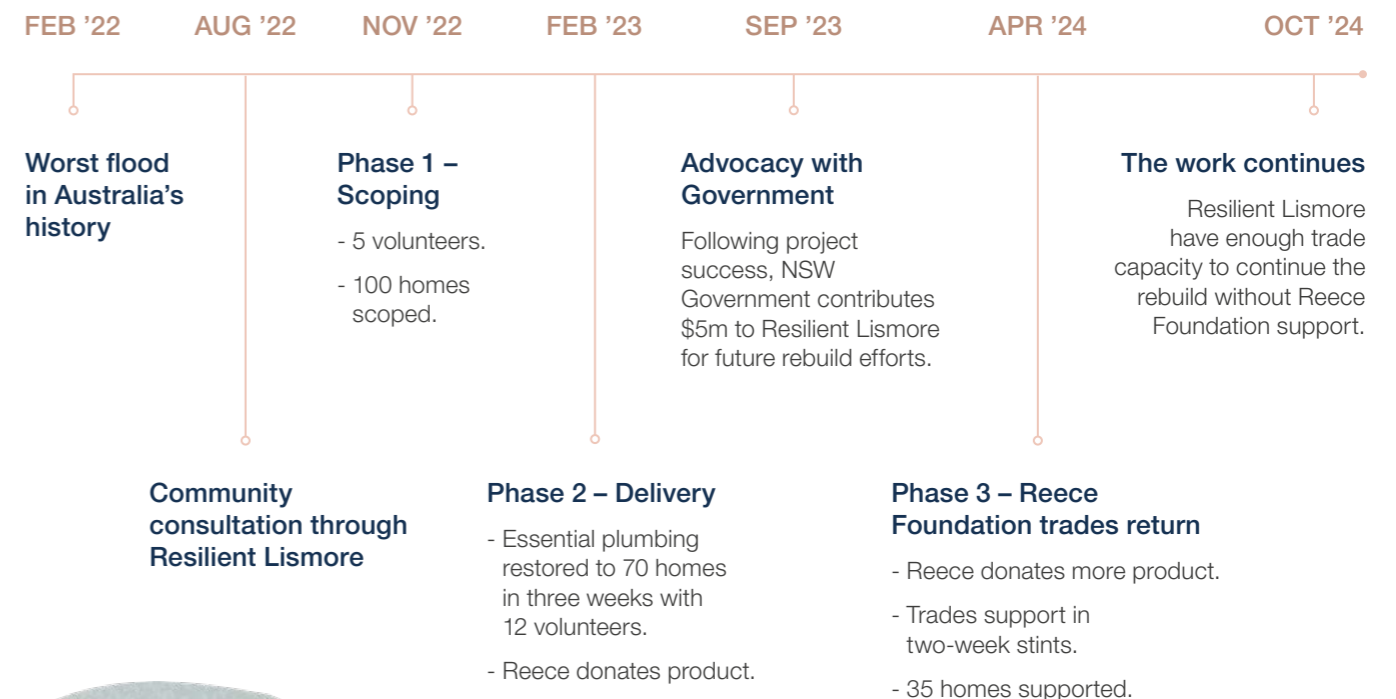 FEB ’22
AUG ’22
NOV ’22
FEB ’23
SEP ’23
APR ’24
OCT ’24
Worst flood
in Australia’s
history
Phase 1 –
Scoping
- 5 volunteers.
- 100 homes
scoped.
Advocacy with
Government
Following project
success, NSW
Government contributes
$5m to Resilient Lismore
for future rebuild efforts.
The work continues
Resilient Lismore
have enough trade
capacity to continue the
rebuild without Reece
Foundation support.
Community
consultation through
Resilient Lismore
Phase 2 – Delivery
- Essential plumbing
restored to 70 homes
in three weeks with
12 volunteers.
- Reece donates product.
Phase 3 – Reece
Foundation trades return
- Reece donates more product.
- Trades support in
two-week stints.
- 35 homes supported.